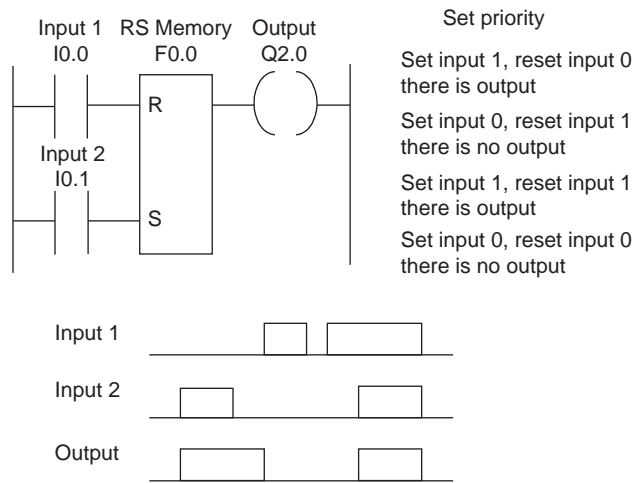 Input 1 RS Memory Output
I0.0 F0.0 Q2.0
R
Input 2
I0.1
S
Set priority
Set input 1, reset input 0
there is output
Set input 0, reset input 1
there is no output
Set input 1, reset input 1
there is output
Set input 0, reset input 0
there is no output
Input 1
Input 2
Output